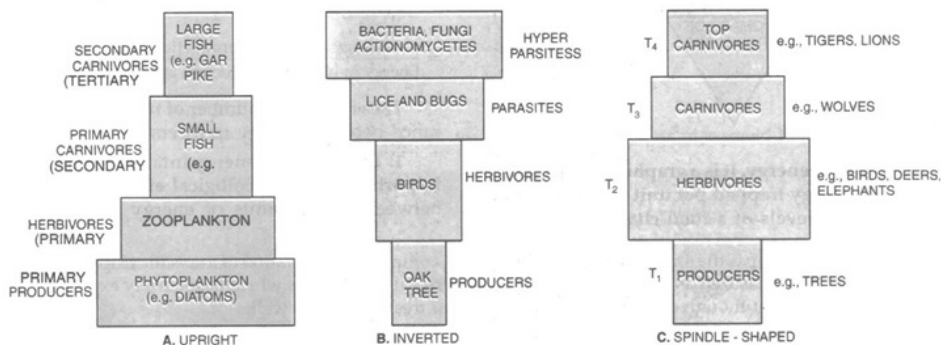 LARGE
FISH
(e.g. GAR
PIKE
SECONDARY
CARNIVORES
(TERTIARY
SMALL
FISH
(e.g.
PRIMARY
CARNIVORES
(SECONDARY
ZOOPLANKTON
HERBIVORES
(PRIMARY
PHYTOPLANKTON
(e.g. DIATOMS)
PRIMARY
PRODUCERS
A. UPRIGHT
BACTERIA, FUNGI
ACTIONOMYCETES
HYPER
PARSITESS
LICE AND BUGS
PARASITES
BIRDS
HERBIVORES
OAK
TREE
PRODUCERS
B. INVERTED
T4
TOP
CARNIVORES
e.g., TIGERS, LIONS
T3
CARNIVORES
e.g., WOLVES
T2
HERBIVORES
e.g., BIRDS, DEERS,
ELEPHANTS
T1
PRODUCERS
e.g., TREES
C. SPINDLE - SHAPED